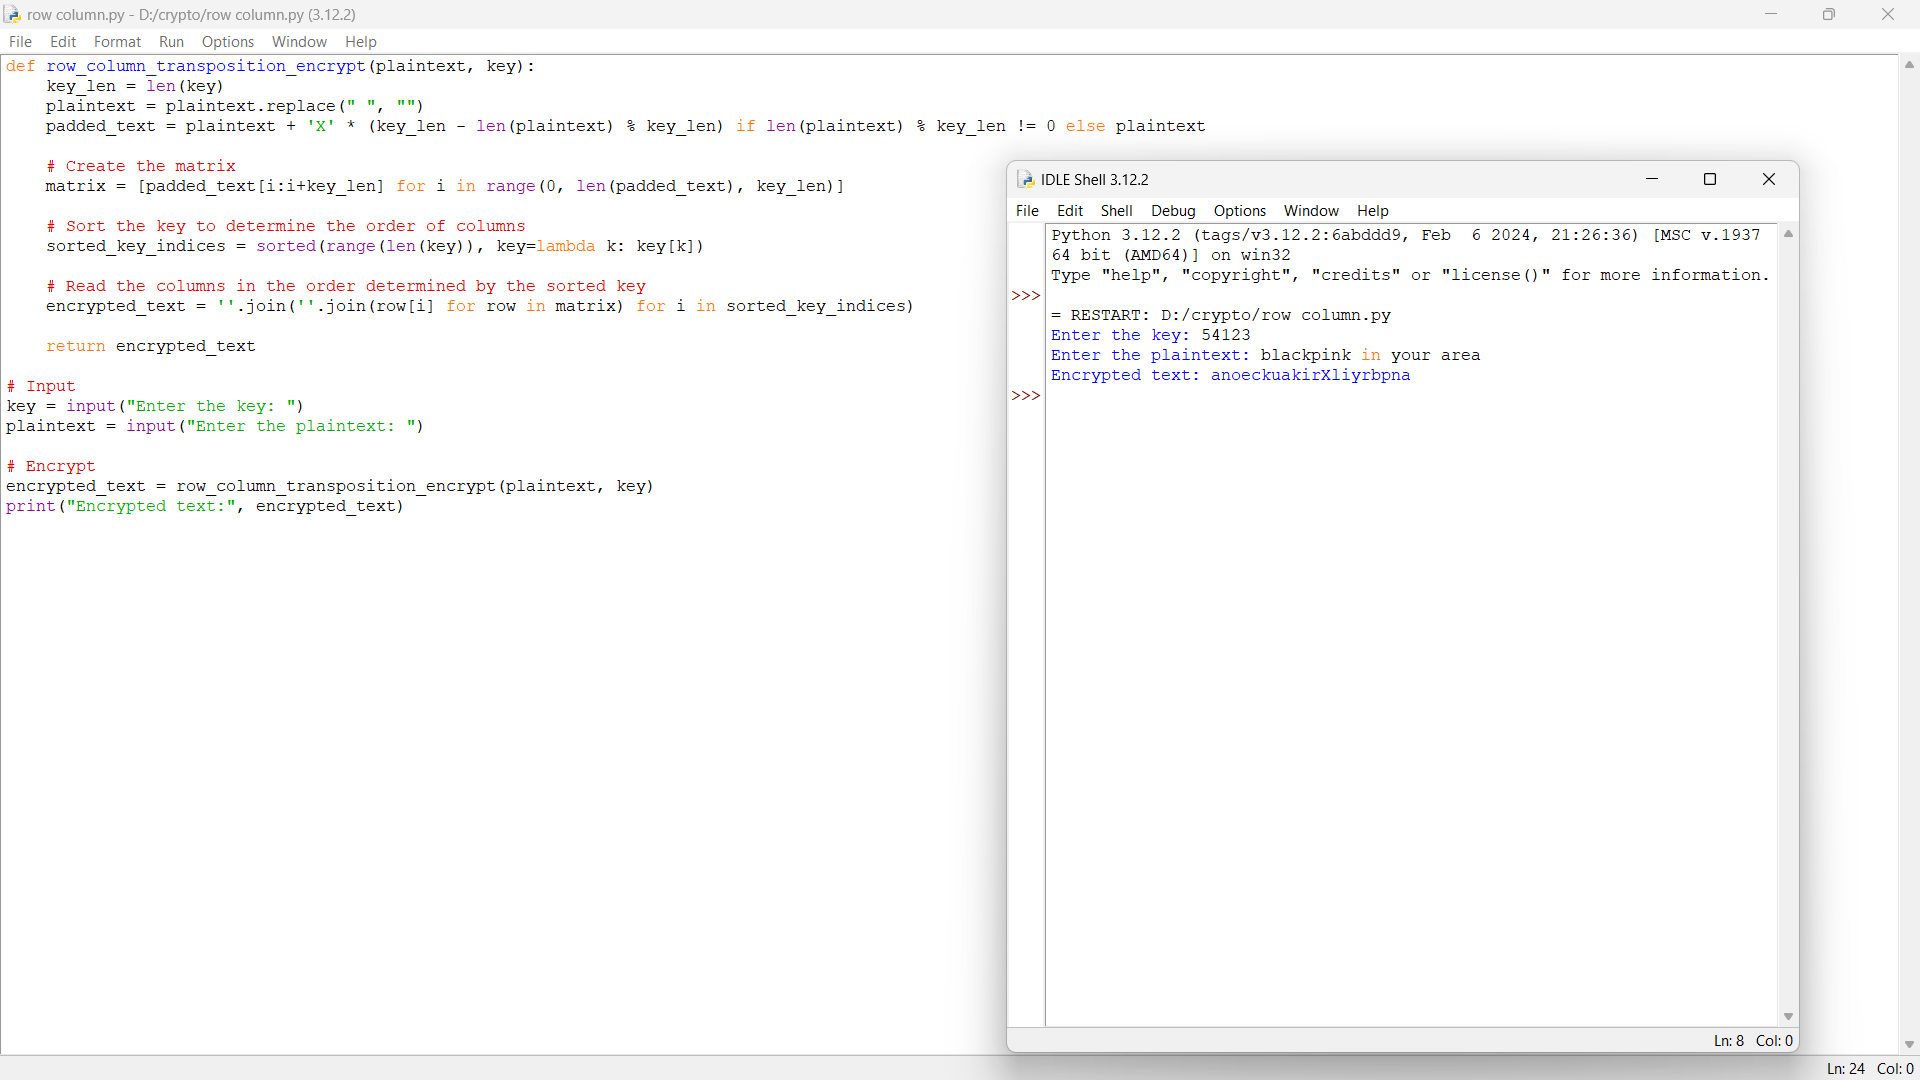 row column.py - D:/crypto/row column.py (3.12.2)
File Edit Format Run Options Window Help
def row_column_transposition_encrypt(plaintext, key):
    key_len = len(key)
    plaintext = plaintext.replace(" ", "")
    padded_text = plaintext + 'X' * (key_len - len(plaintext) % key_len) if len(plaintext) % key_len != 0 else plaintext

    # Create the matrix
    matrix = [padded_text[i:i+key_len] for i in range(0, len(padded_text), key_len)]

    # Sort the key to determine the order of columns
    sorted_key_indices = sorted(range(len(key)), key=lambda k: key[k])

    # Read the columns in the order determined by the sorted key
    encrypted_text = ''.join(''.join(row[i] for row in matrix) for i in sorted_key_indices)

    return encrypted_text

# Input
key = input("Enter the key: ")
plaintext = input("Enter the plaintext: ")

# Encrypt
encrypted_text = row_column_transposition_encrypt(plaintext, key)
print("Encrypted text:", encrypted_text)
IDLE Shell 3.12.2
File Edit Shell Debug Options Window Help
Python 3.12.2 (tags/v3.12.2:6abddd9, Feb  6 2024, 21:26:36) [MSC v.1937
64 bit (AMD64)] on win32
Type "help", "copyright", "credits" or "license()" for more information.
>>>
= RESTART: D:/crypto/row column.py
Enter the key: 54123
Enter the plaintext: blackpink in your area
Encrypted text: anoeckuakirXliyrbpna
>>>
Ln: 8 Col: 0
Ln: 24 Col: 0